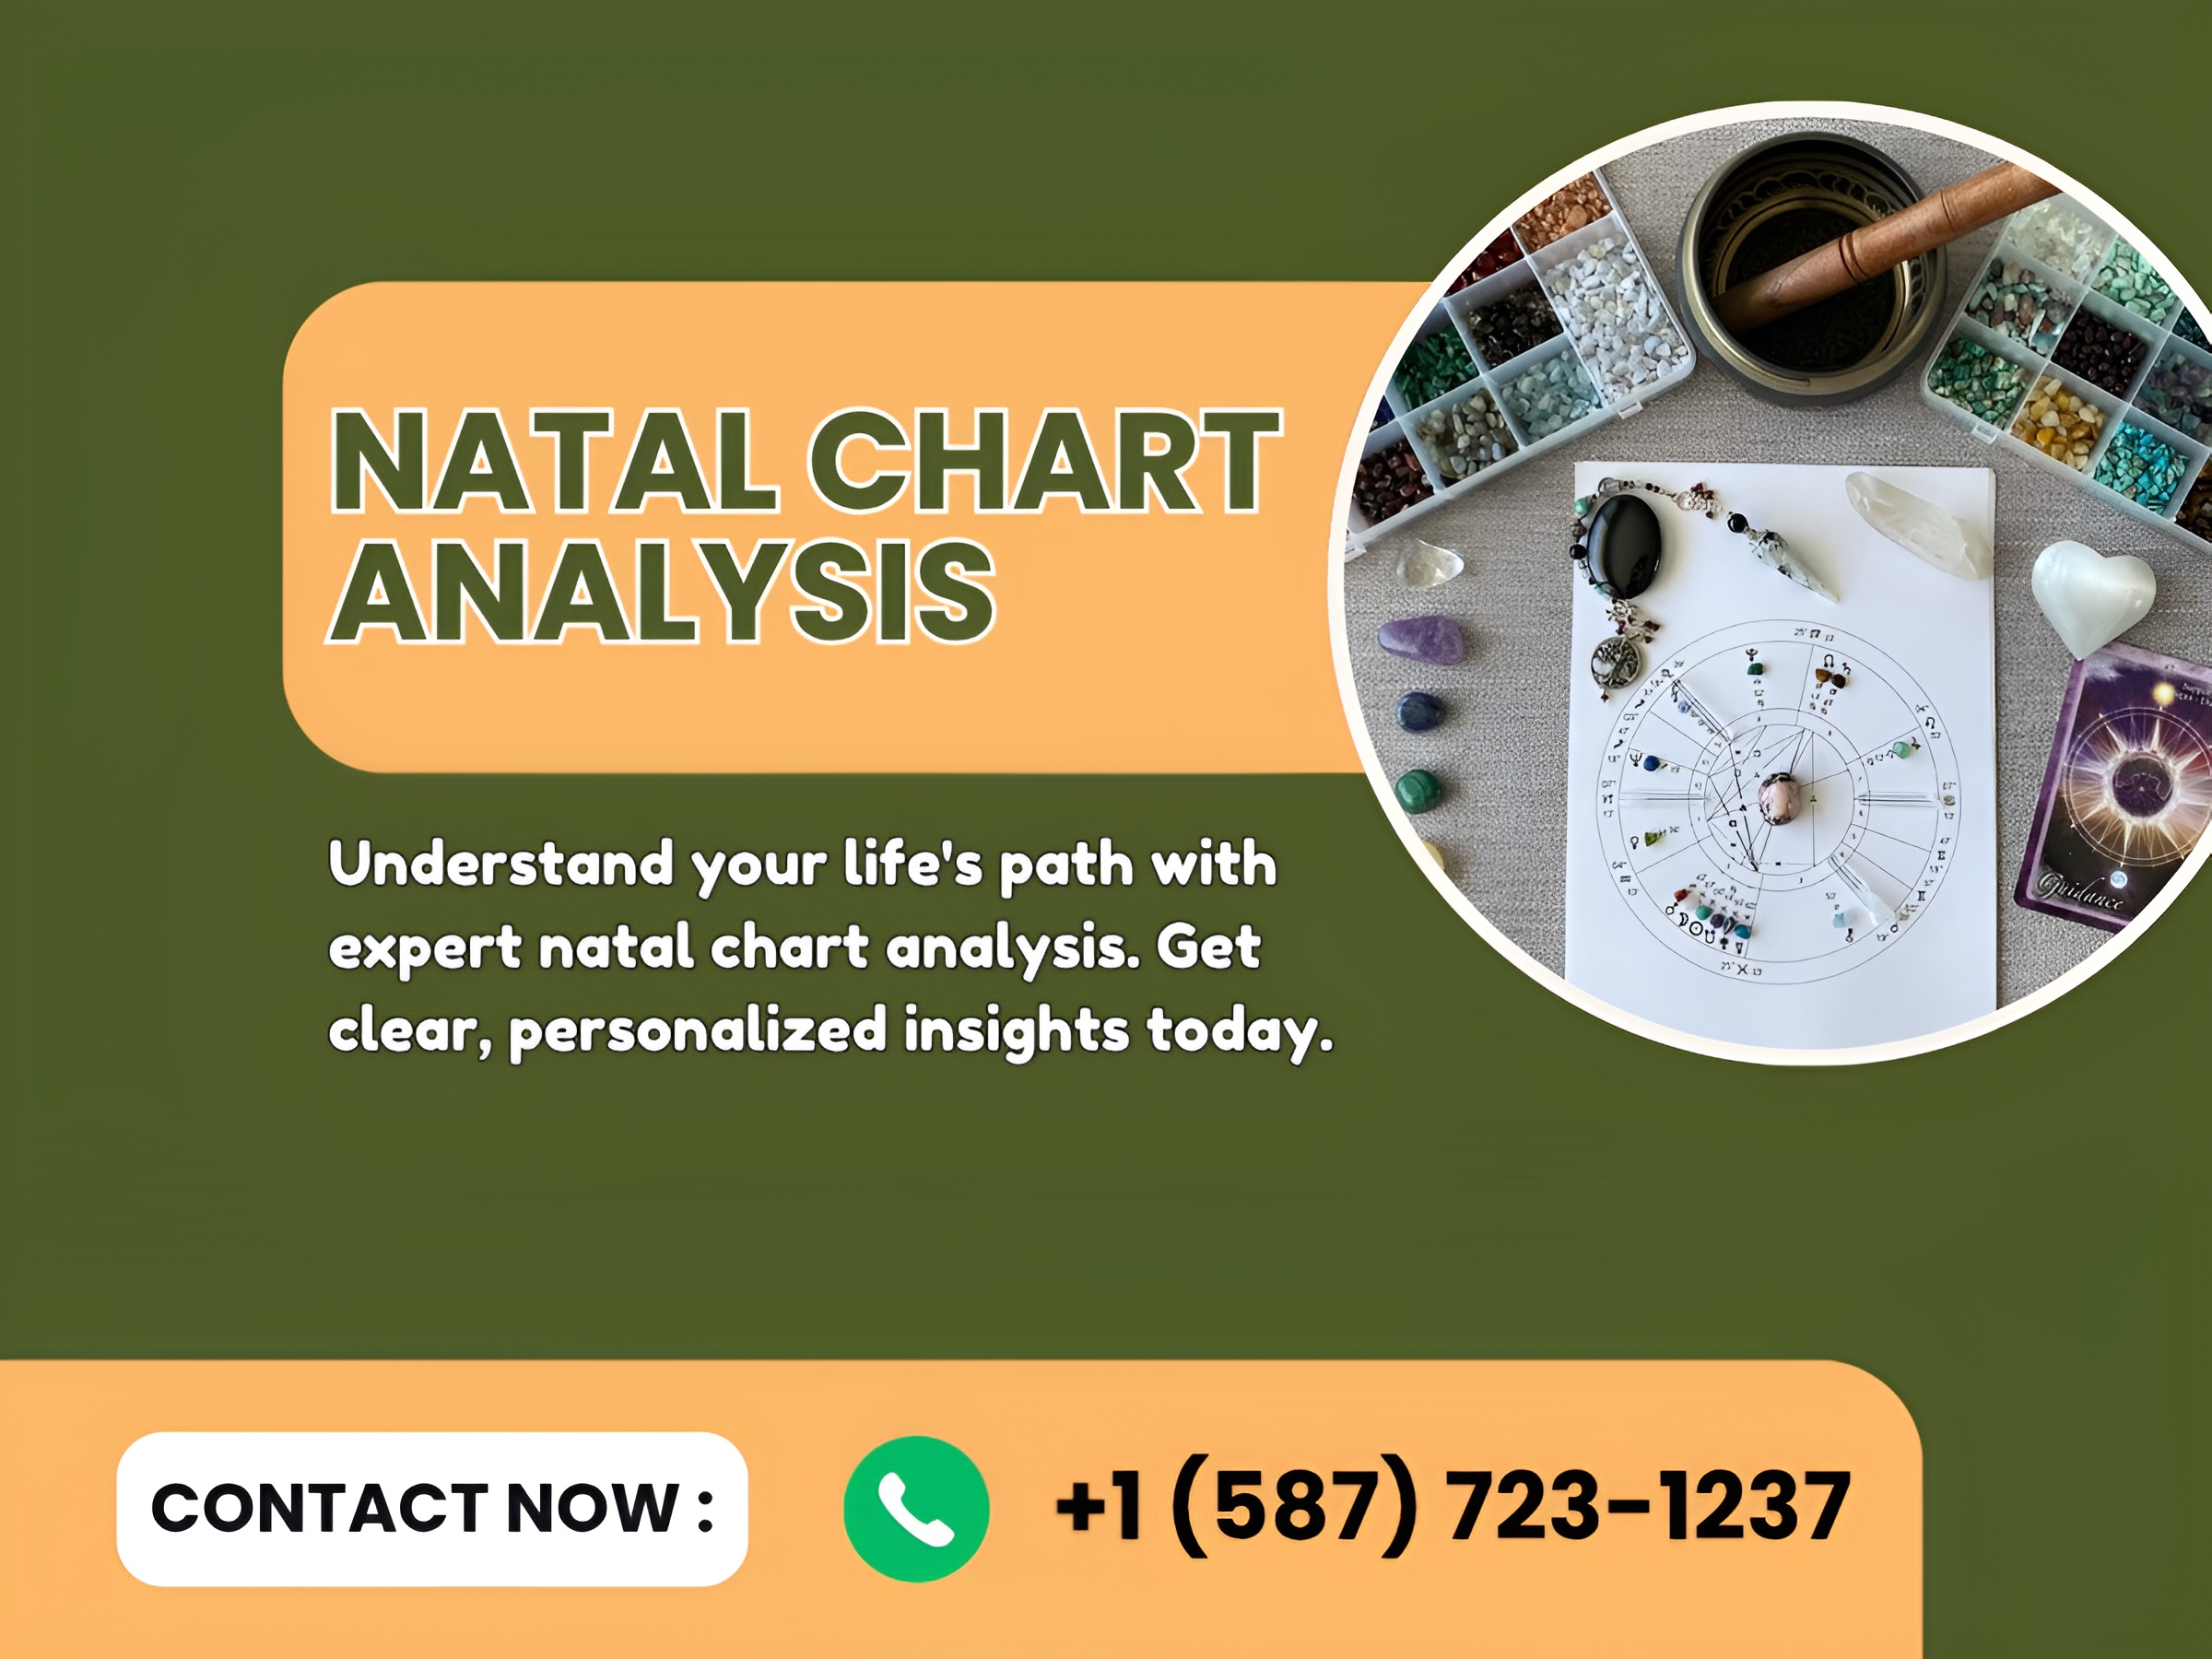 NATAL CHART
ANALYSIS
Understand your life's path with
expert natal chart analysis. Get
clear, personalized insights today.
Guidance
CONTACT NOW :
+1 (587) 723-1237